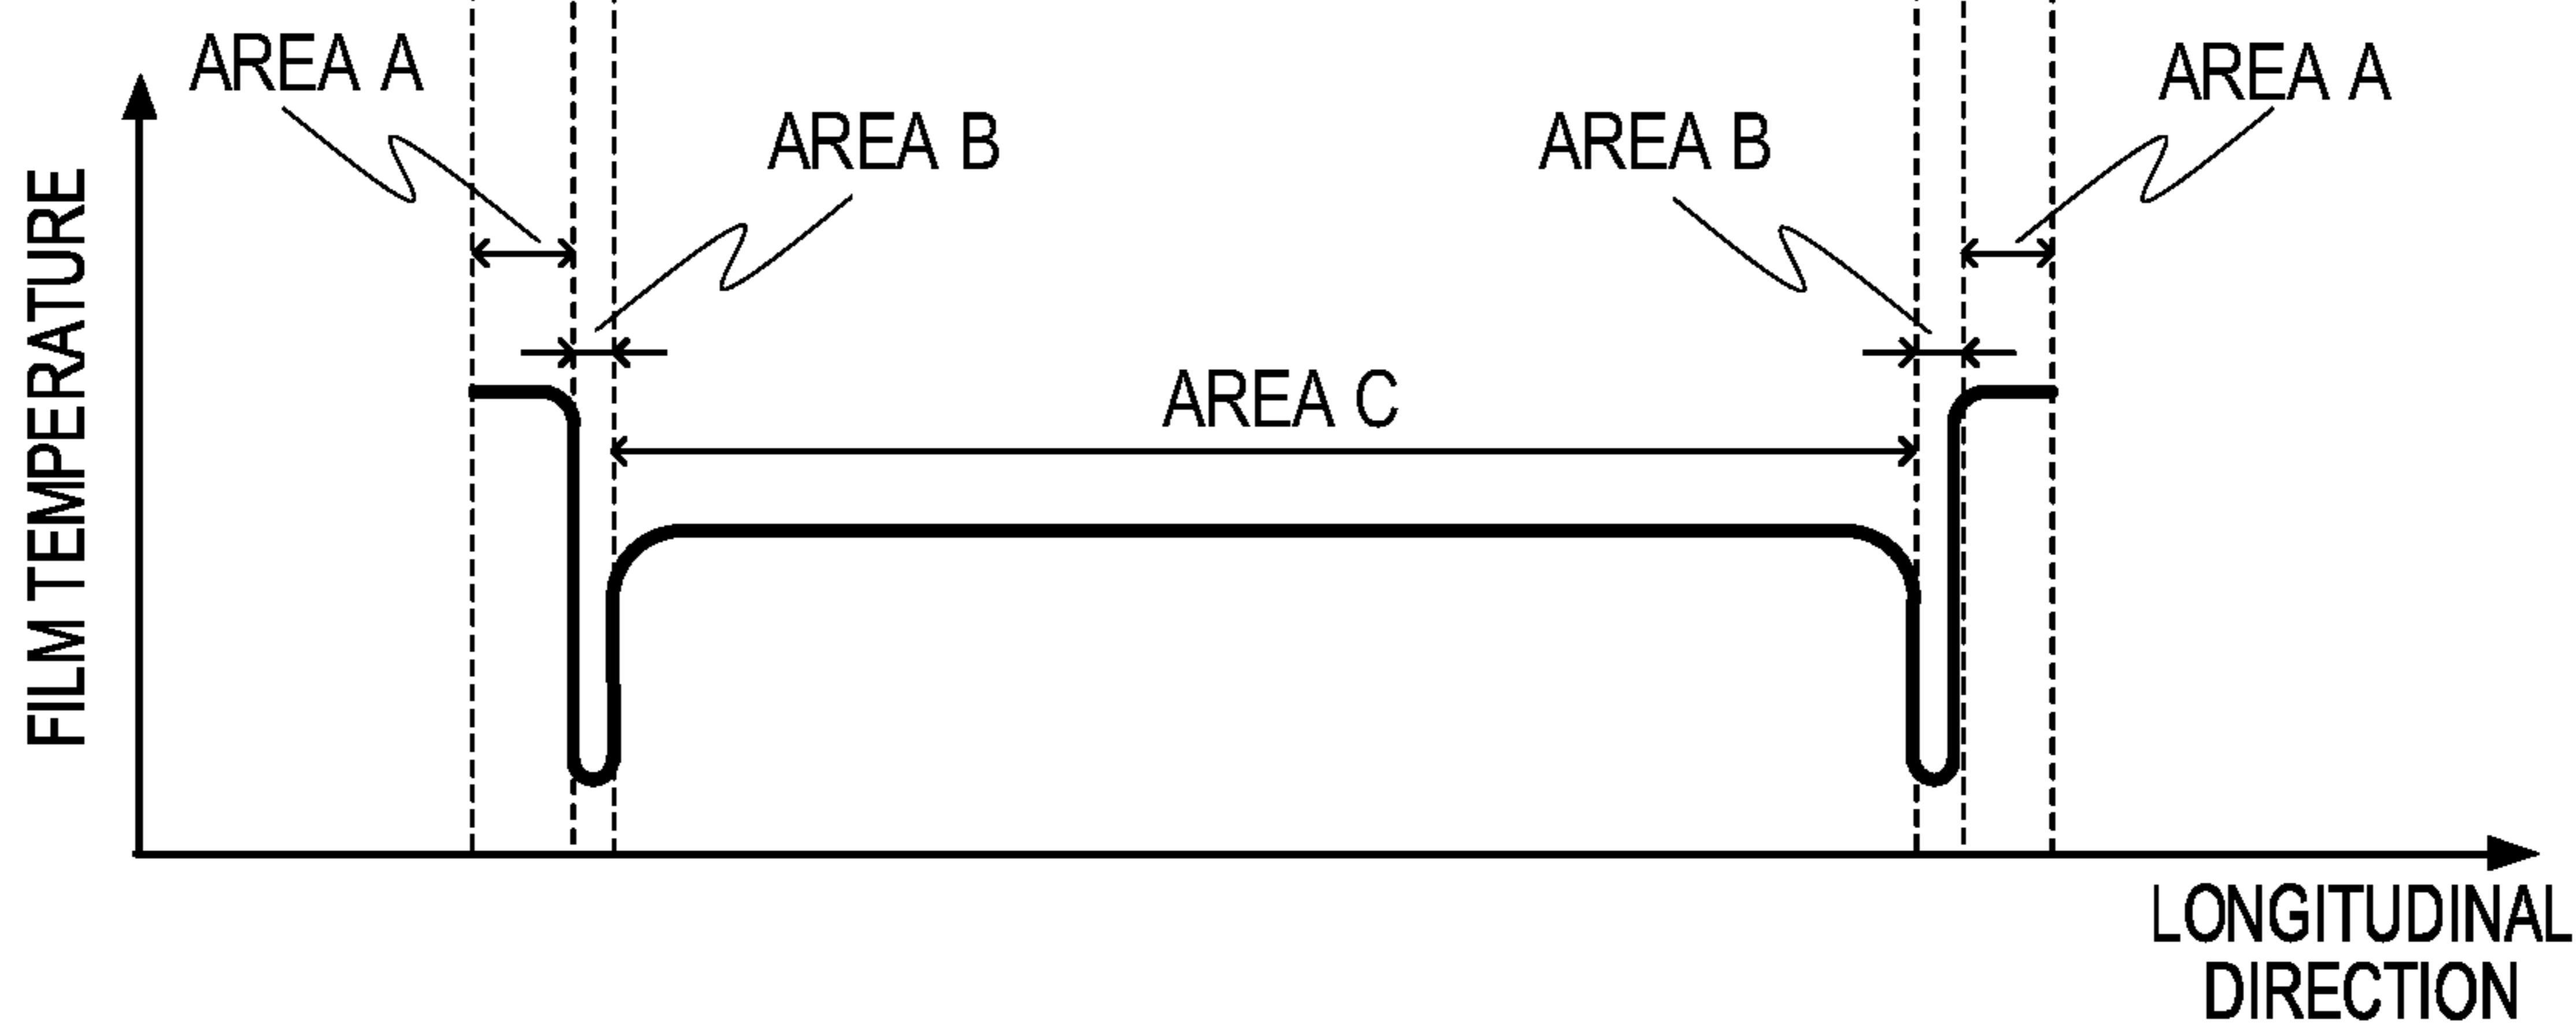 AREA A
AREA A
AREA B
AREA B
AREA C
FILM TEMPERATURE
LONGITUDINAL
DIRECTION